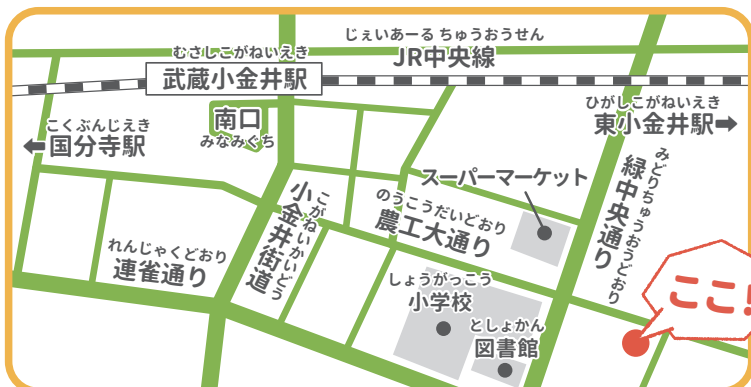 じぇいあーる ちゅうおうせん
JR中央線
むさしこがねいえき
武蔵小金井駅
南口
みなみぐち
こくぶんじえき
←国分寺駅
ひがしこがねいえき
東小金井駅→
スーパーマーケット
みどりちゅうおうどおり
緑中央通り
のうこうだいどおり
農工大通り
こがねいかいどう
小金井街道
れんじゃくどおり
連雀通り
しょうがっこう
小学校
としょかん
図書館
ここ!